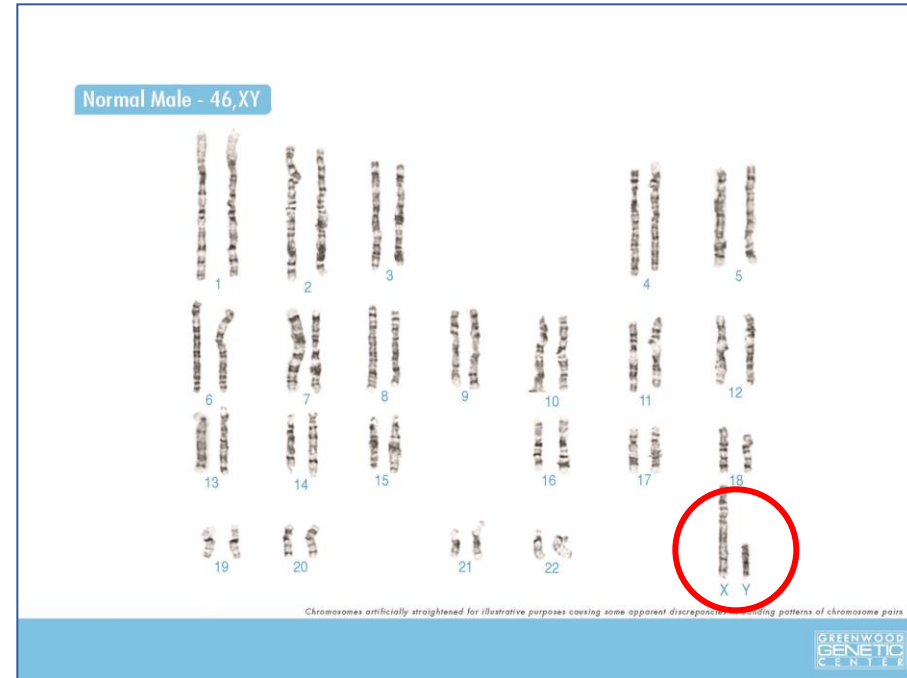 Normal Male - 46,XY
1 2 3 4 5
6 7 8 9 10 11 12
13 14 15 16 17 18
19 20 21 22 X Y
Chromosomes artificially straightened for illustrative purposes causing some apparent discrepancies in banding patterns of chromosome pairs
GREENWOOD
GENETIC
CENTER